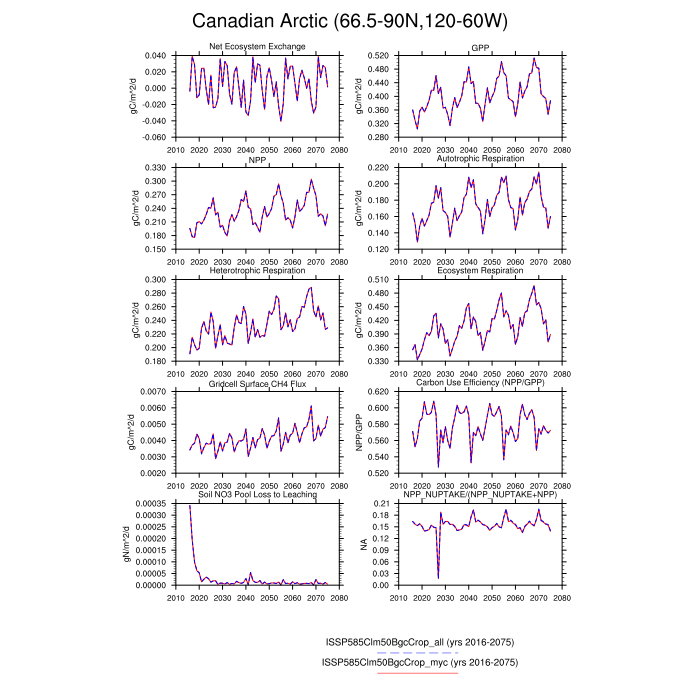 Canadian Arctic (66.5-90N,120-60W)
Net Ecosystem Exchange
gC/m^2/d
0.040
0.020
0.000
-0.020
-0.040
-0.060
2010 2020 2030 2040 2050 2060 2070 2080
GPP
gC/m^2/d
0.520
0.480
0.440
0.400
0.360
0.320
0.280
2010 2020 2030 2040 2050 2060 2070 2080
NPP
gC/m^2/d
0.330
0.300
0.270
0.240
0.210
0.180
0.150
2010 2020 2030 2040 2050 2060 2070 2080
Autotrophic Respiration
gC/m^2/d
0.220
0.200
0.180
0.160
0.140
0.120
2010 2020 2030 2040 2050 2060 2070 2080
Heterotrophic Respiration
gC/m^2/d
0.300
0.280
0.260
0.240
0.220
0.200
0.180
2010 2020 2030 2040 2050 2060 2070 2080
Ecosystem Respiration
gC/m^2/d
0.510
0.480
0.450
0.420
0.390
0.360
0.330
2010 2020 2030 2040 2050 2060 2070 2080
Gridcell Surface CH4 Flux
gC/m^2/d
0.0070
0.0060
0.0050
0.0040
0.0030
0.0020
2010 2020 2030 2040 2050 2060 2070 2080
Carbon Use Efficiency (NPP/GPP)
NPP/GPP
0.620
0.600
0.580
0.560
0.540
0.520
2010 2020 2030 2040 2050 2060 2070 2080
Soil NO3 Pool Loss to Leaching
gN/m^2/d
0.00035
0.00030
0.00025
0.00020
0.00015
0.00010
0.00005
0.00000
2010 2020 2030 2040 2050 2060 2070 2080
NPP_NUPTAKE/(NPP_NUPTAKE+NPP)
NA
0.21
0.18
0.15
0.12
0.09
0.06
0.03
0.00
2010 2020 2030 2040 2050 2060 2070 2080
ISSP585Clm50BgcCrop_all (yrs 2016-2075)
ISSP585Clm50BgcCrop_myc (yrs 2016-2075)